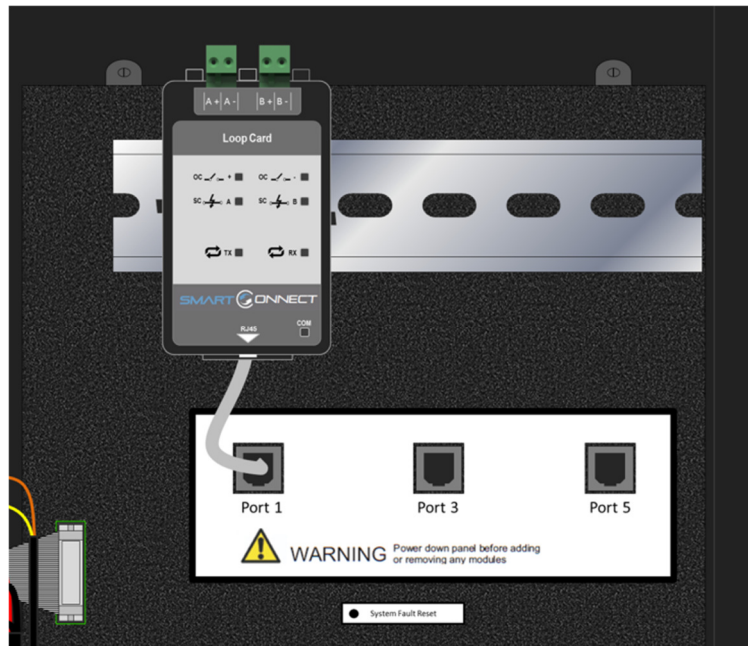 A+ A- B+ B-
Loop Card
OC + OC -
SC A SC B
TX RX
SMART CONNECT
RJ45 COM
Port 1 Port 3 Port 5
WARNING Power down panel before adding
or removing any modules
System Fault Reset